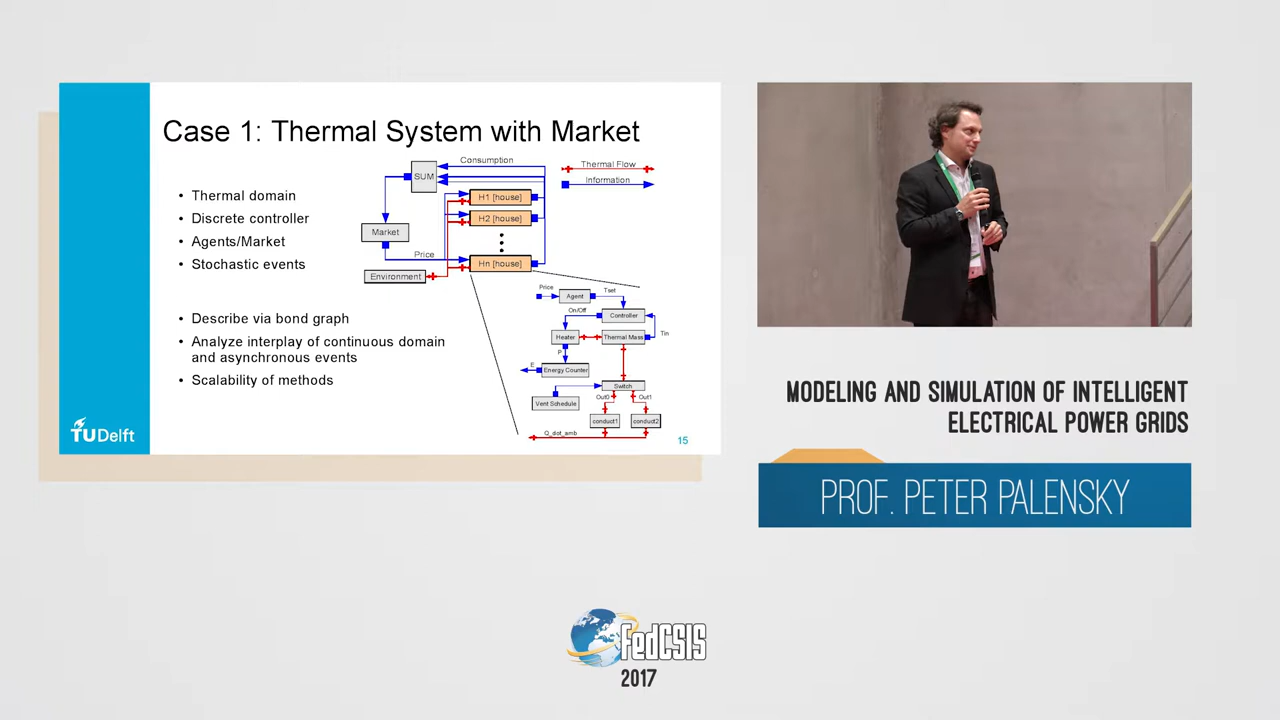 Case 1: Thermal System with Market
• Thermal domain
• Discrete controller
• Agents/Market
• Stochastic events
• Describe via bond graph
• Analyze interplay of continuous domain
and asynchronous events
• Scalability of methods
Consumption
SUM
Thermal Flow
Information
H1 [house]
H2 [house]
Market
Price
Hn [house]
Environment
Price
Agent
Tset
On/Off
Controller
Heater
Thermal Mass
Tin
P
E
Energy Counter
Switch
Vent Schedule
Out0
Out1
conduct1
conduct2
Q_dot_amb
TUDelft
15
MODELING AND SIMULATION OF INTELLIGENT
ELECTRICAL POWER GRIDS
PROF. PETER PALENSKY
FedCSIS
2017